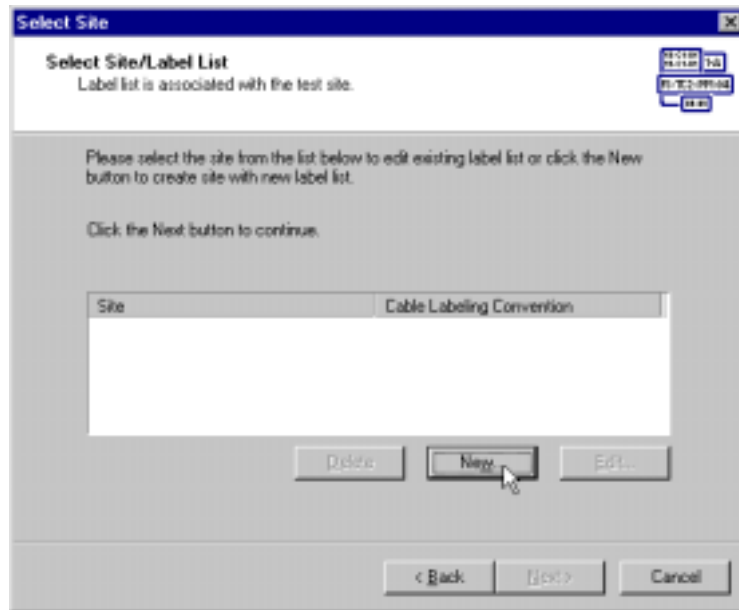 Select Site
Select Site/Label List
Label list is associated with the test site.
Please select the site from the list below to edit existing label list or click the New
button to create site with new label list.
Click the Next button to continue.
Site Cable Labeling Convention
Delete New... Edit...
< Back Next > Cancel